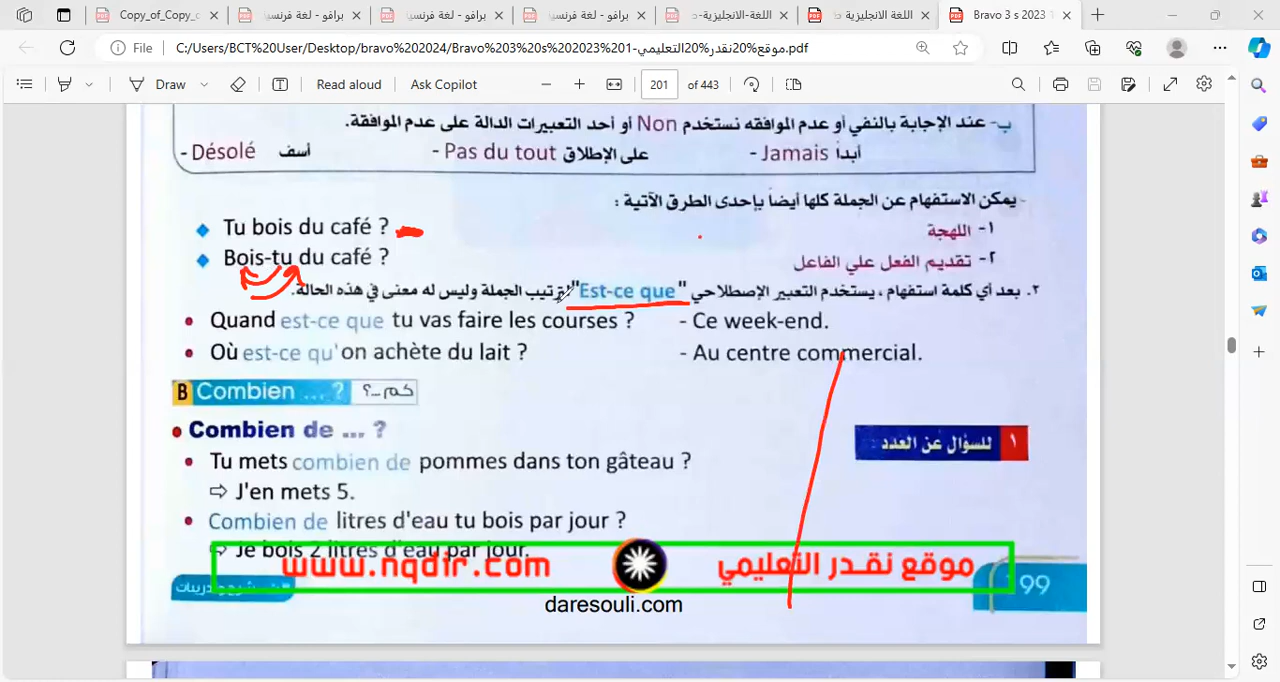 Copy_of_Copy_c
برافو - لغة فرنسيا
برافو - لغة فرنسيا
برافو - لغة فرنسيا
اللغة-الانجليزية-د
اللغة الانجليزية
Bravo 3 s 2023
File
C:/Users/BCT%20User/Desktop/bravo%202024/Bravo%203%20s%202023%201-موقع%20نقدر%20التعليمي.pdf
Draw
Read aloud
Ask Copilot
201 of 443
ب- عند الإجابة بالنفي أو عدم الموافقه نستخدم Non أو أحد التعبيرات الدالة على عدم الموافقة.
- Jamais أبدا - Pas du tout على الإطلاق - Désolé أسف
- يمكن الاستفهام عن الجملة كلها أيضا بإحدى الطرق الآتية :
١- اللهجة
Tu bois du café ?
٢- تقديم الفعل علي الفاعل
Bois-tu du café ?
٢. بعد أي كلمة استفهام ، يستخدم التعبير الإصطلاحي "Est-ce que" لترتيب الجملة وليس له معنى في هذه الحالة.
• Quand est-ce que tu vas faire les courses ? - Ce week-end.
• Où est-ce qu'on achète du lait ? - Au centre commercial.
B Combien ... ? كم ...؟
• Combien de ... ?
١ للسؤال عن العدد
• Tu mets combien de pommes dans ton gâteau ?
⇨ J'en mets 5.
• Combien de litres d'eau tu bois par jour ?
⇨ Je bois 2 litres d'eau par jour.
www.nqdir.com
موقع نقدر التعليمي
199
daresouli.com